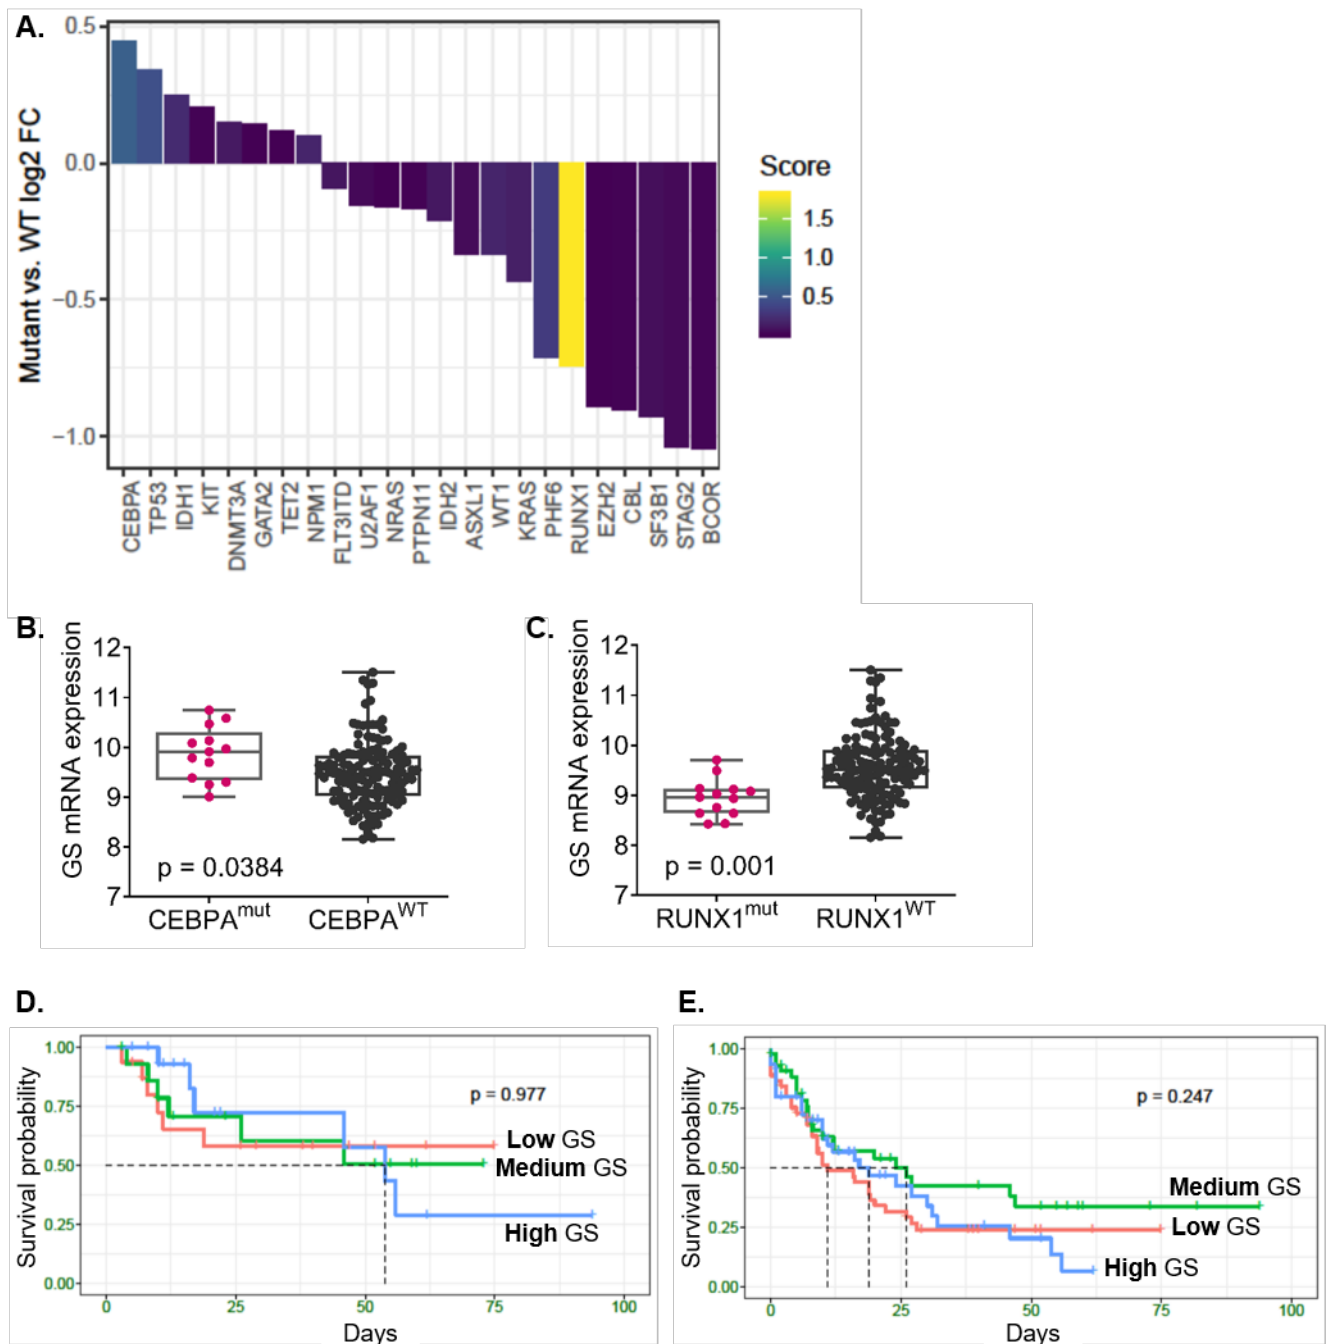 A.
Mutant vs. WT log2 FC
0.5
0.0
−0.5
−1.0
CEBPA
TP53
IDH1
KIT
DNMT3A
GATA2
TET2
NPM1
FLT3ITD
U2AF1
NRAS
PTPN11
IDH2
ASXL1
WT1
KRAS
PHF6
RUNX1
EZH2
CBL
SF3B1
STAG2
BCOR
Score
1.5
1.0
0.5
B.
GS mRNA expression
12
11
10
9
8
7
p = 0.0384
CEBPAmut
CEBPAWT
C.
GS mRNA expression
12
11
10
9
8
7
p = 0.001
RUNX1mut
RUNX1WT
D.
Survival probability
1.00
0.75
0.50
0.25
0.00
p = 0.977
Low GS
Medium GS
High GS
0
25
50
75
100
Days
E.
Survival probability
1.00
0.75
0.50
0.25
0.00
p = 0.247
Medium GS
Low GS
High GS
0
25
50
75
100
Days